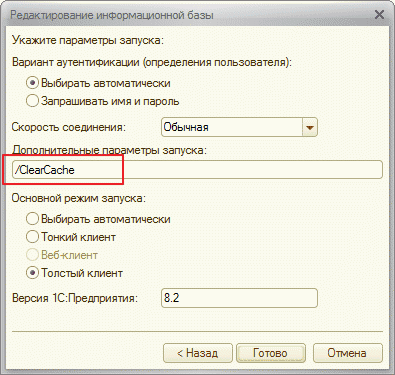 Редактирование информационной базы
Укажите параметры запуска:
Вариант аутентификации (определения пользователя):
Выбирать автоматически
Запрашивать имя и пароль
Скорость соединения: Обычная
Дополнительные параметры запуска:
/ClearCache
Основной режим запуска:
Выбирать автоматически
Тонкий клиент
Веб-клиент
Толстый клиент
Версия 1С:Предприятия: 8.2
< Назад Готово Отмена